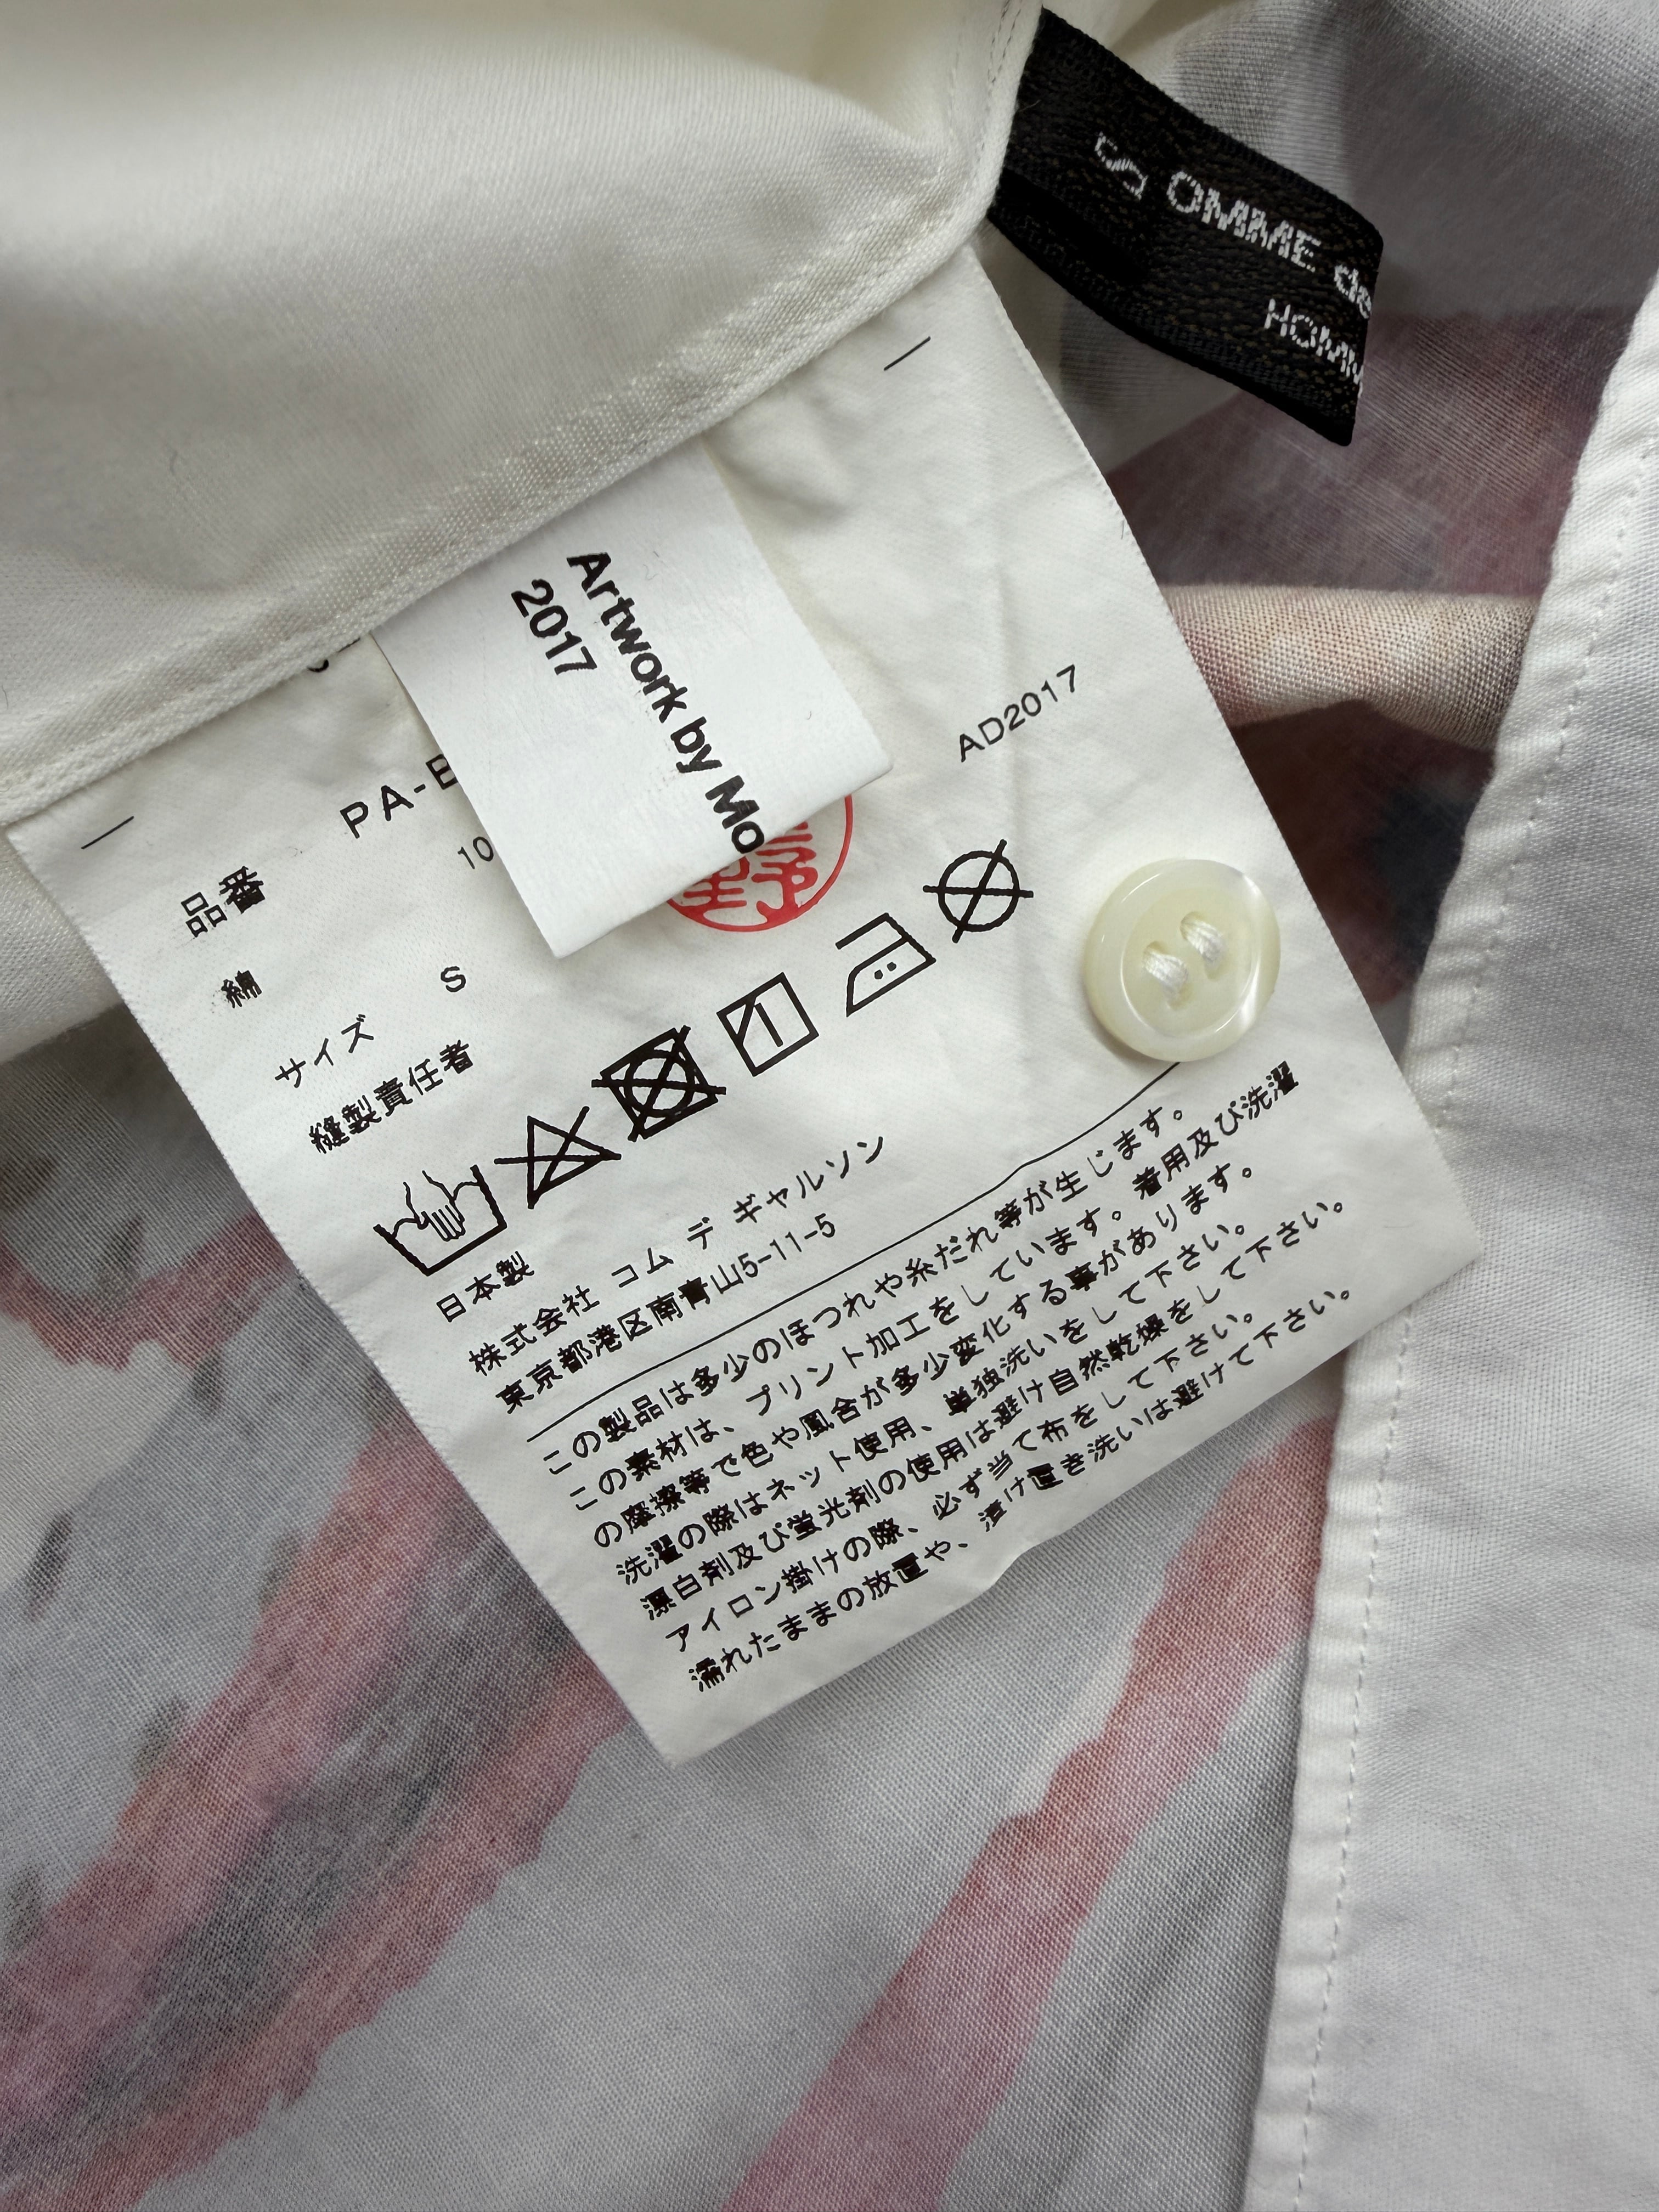 S
OMME de
HOMM
Artwork by Mo
2017
AD2017
品番 PA-B
綿 10
サイズ S
縫製責任者
野
日本製
株式会社 コム デ ギャルソン
東京都港区南青山5-11-5
この製品は多少のほつれや糸だれ等が生じます。
この素材は、プリント加工をしています。着用及び洗濯
の摩擦等で色や風合が多少変化する事があります。
洗濯の際はネット使用、単独洗いをして下さい。
漂白剤及び蛍光剤の使用は避け自然乾燥をして下さい。
アイロン掛けの際、必ず当て布をして下さい。
濡れたままの放置や、漬け置き洗いは避けて下さい。